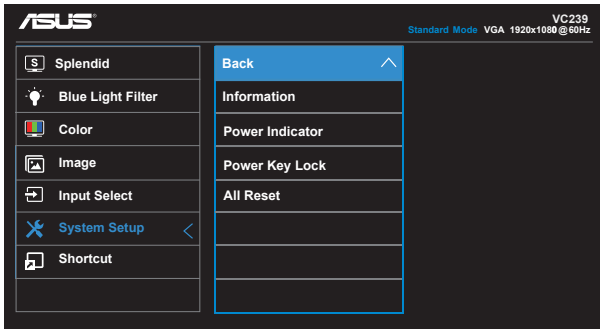 ASUS
VC239
Standard Mode VGA 1920x1080@60Hz
S Splendid
Blue Light Filter
Color
Image
Input Select
System Setup
Shortcut
Back
Information
Power Indicator
Power Key Lock
All Reset